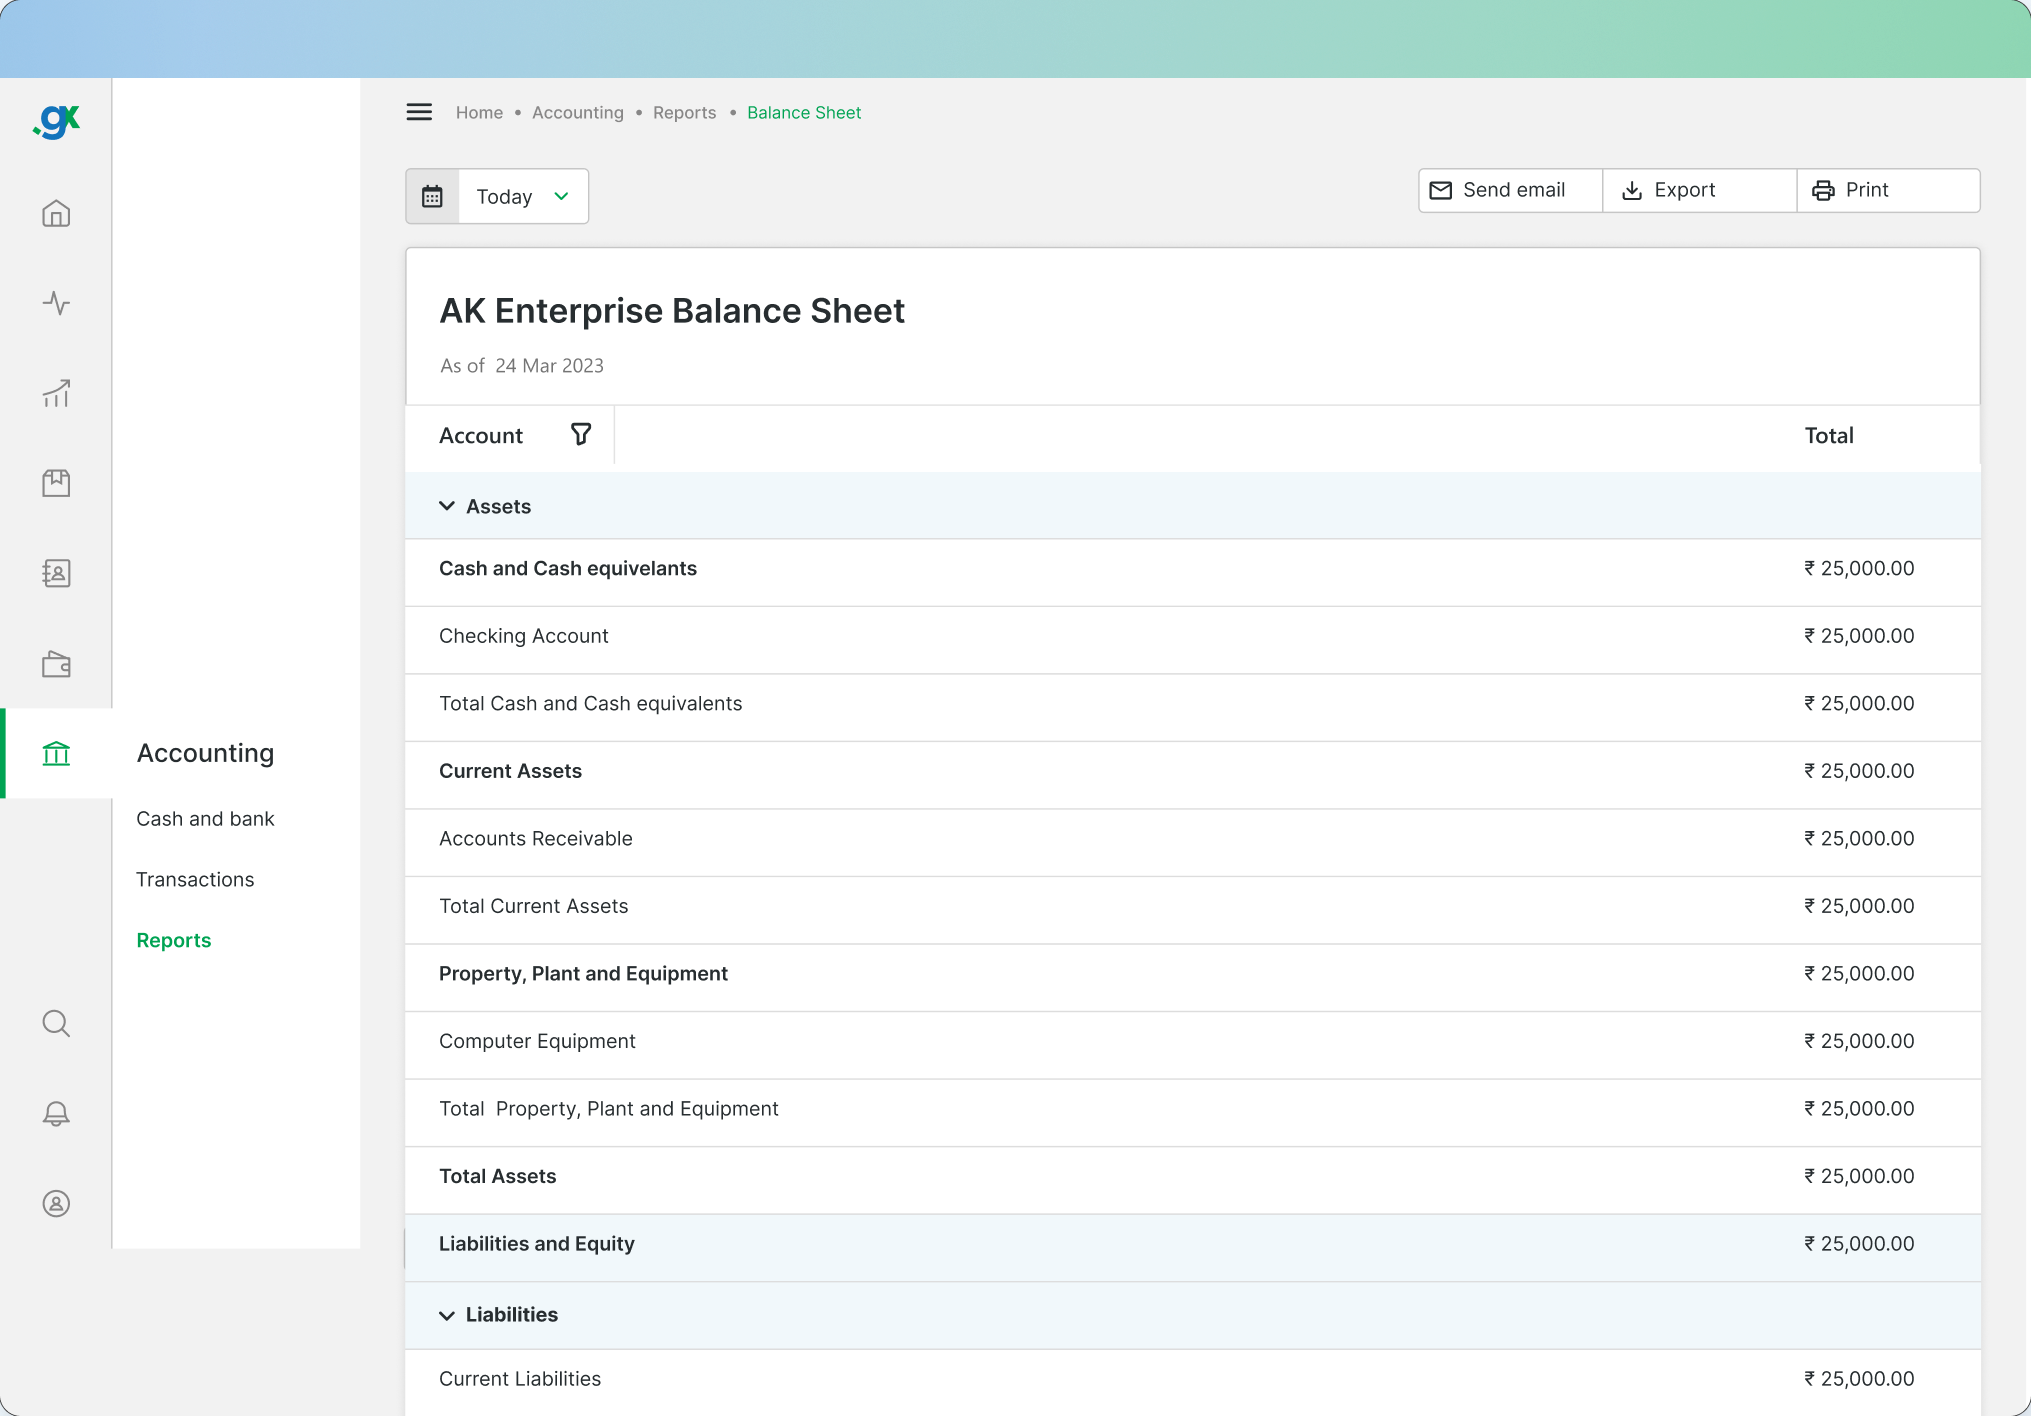 .gx
Home • Accounting • Reports • Balance Sheet
Today
Send email
Export
Print
AK Enterprise Balance Sheet
As of 24 Mar 2023
Account
Total
Assets
Cash and Cash equivelants ₹ 25,000.00
Checking Account ₹ 25,000.00
Total Cash and Cash equivalents ₹ 25,000.00
Current Assets ₹ 25,000.00
Accounts Receivable ₹ 25,000.00
Total Current Assets ₹ 25,000.00
Property, Plant and Equipment ₹ 25,000.00
Computer Equipment ₹ 25,000.00
Total Property, Plant and Equipment ₹ 25,000.00
Total Assets ₹ 25,000.00
Liabilities and Equity ₹ 25,000.00
Liabilities
Current Liabilities ₹ 25,000.00
Accounting
Cash and bank
Transactions
Reports